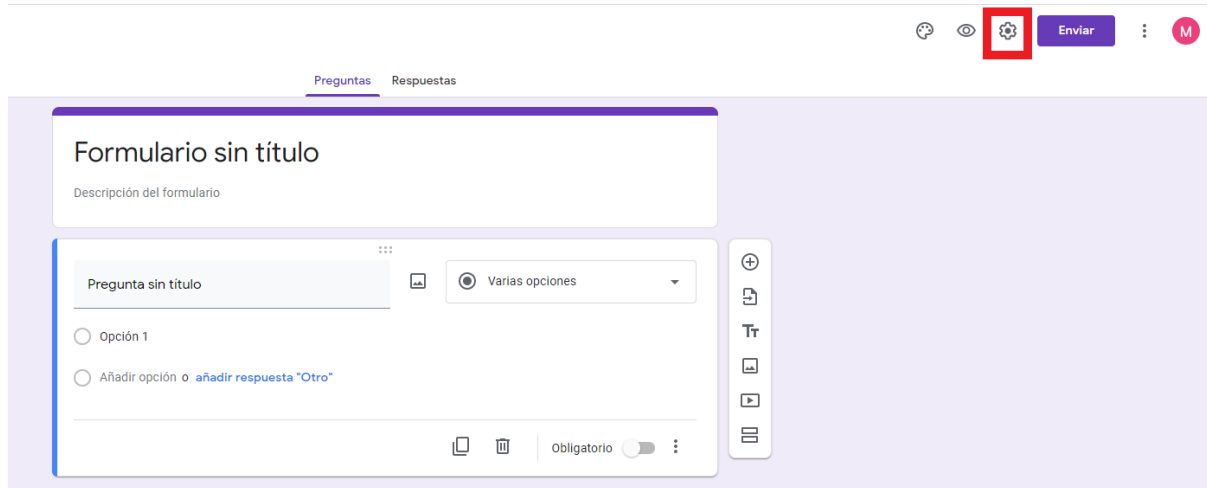 Enviar
M
Preguntas Respuestas
Formulario sin título
Descripción del formulario
Pregunta sin título
Varias opciones
Opción 1
Añadir opción o añadir respuesta "Otro"
Obligatorio
Tт